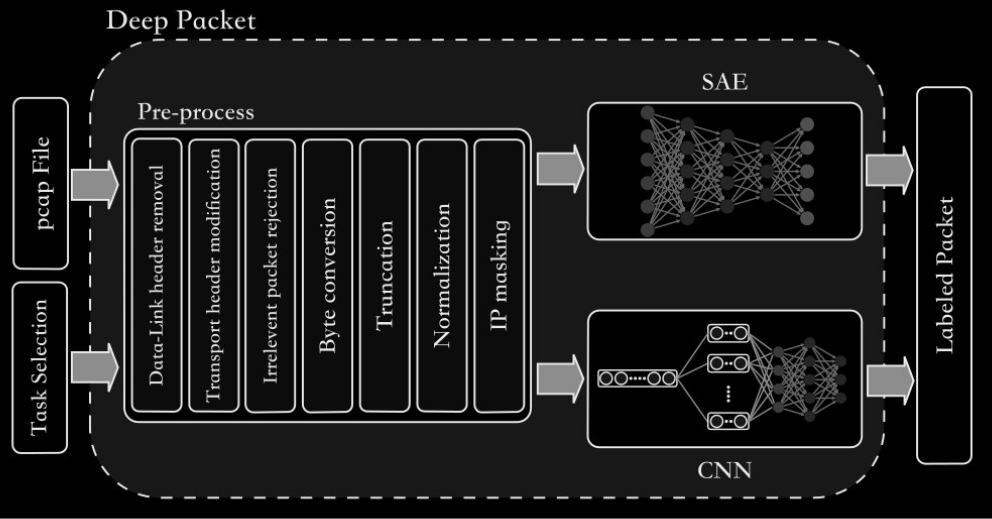 Deep Packet
pcap File
Task Selection
Pre-process
Data-Link header removal
Transport header modification
Irrelevent packet rejection
Byte conversion
Truncation
Normalization
IP masking
SAE
CNN
Labeled Packet